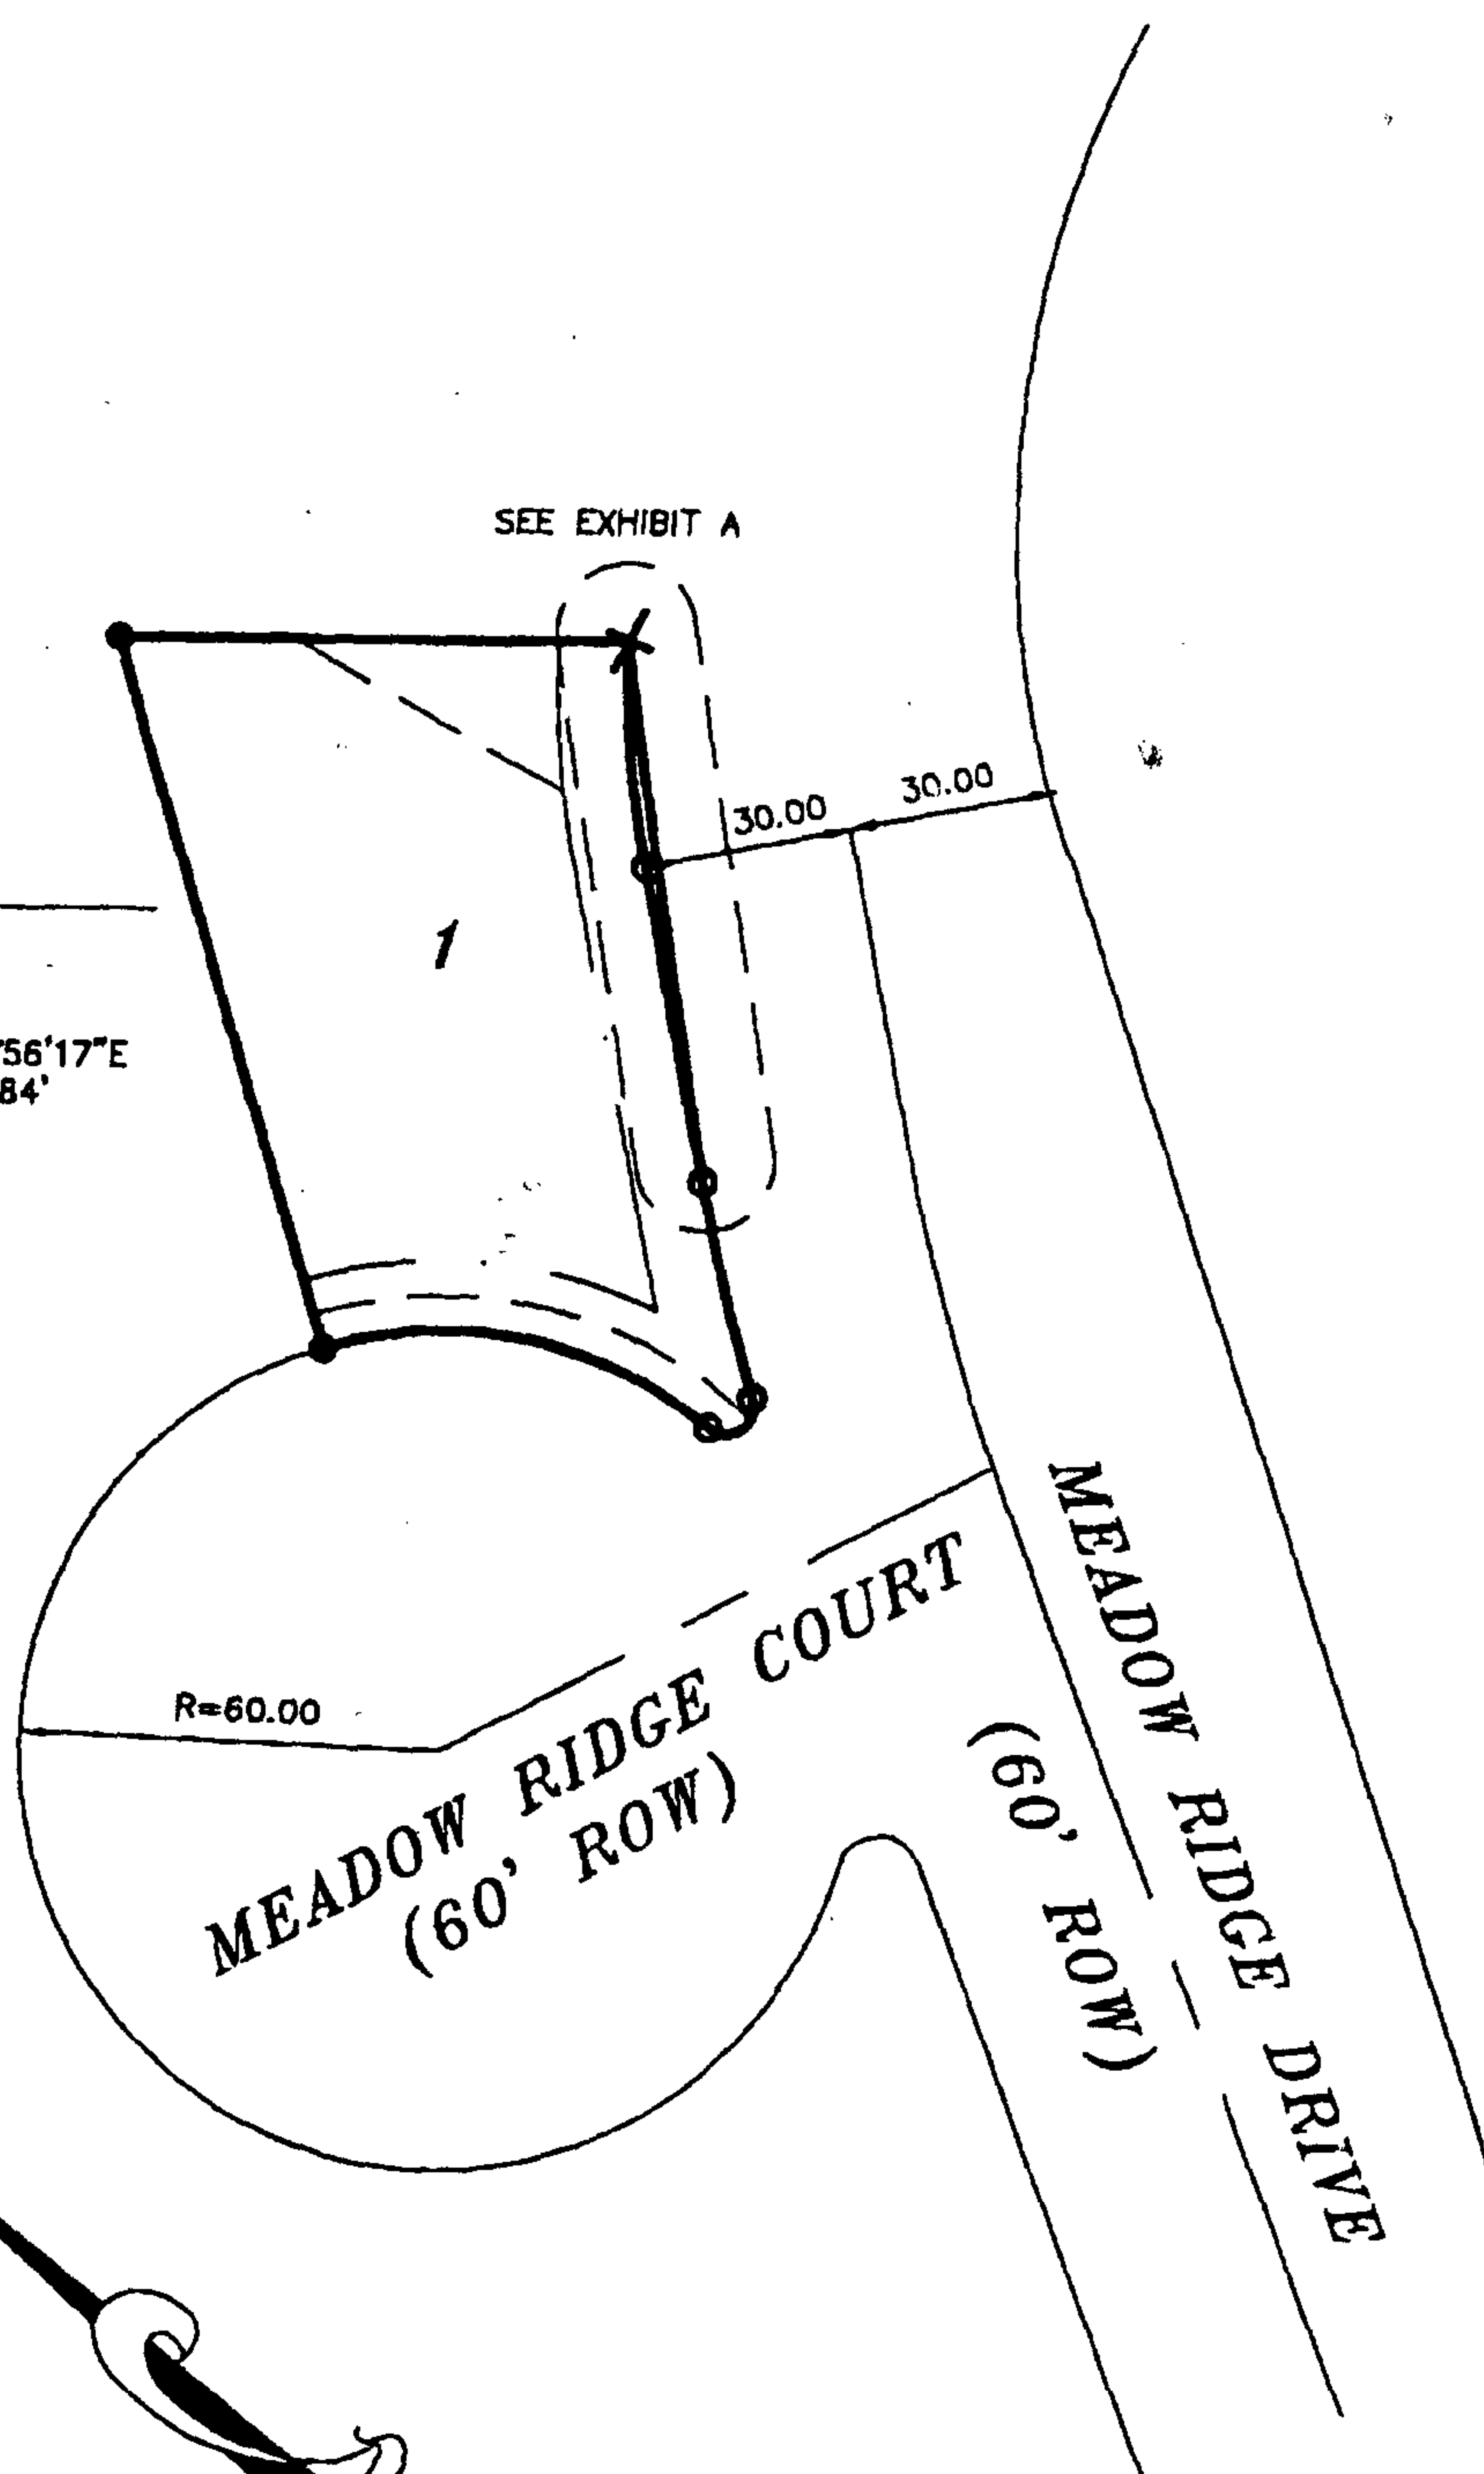 SEE EXHIBIT A
30.00
30.00
1
56'17"E
84'
R=60.00
MEADOW RIDGE COURT
(60' ROW)
MEADOW RIDGE DRIVE
(60' ROW)